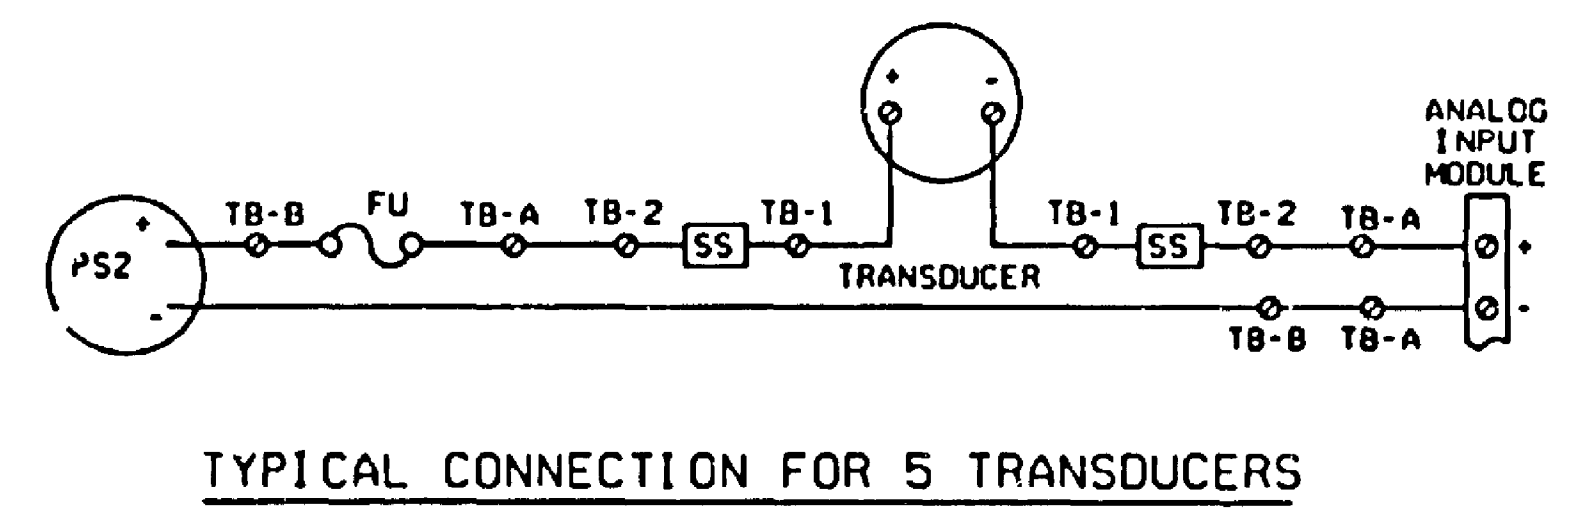 ANALOG
INPUT
MODULE
+ -
TB-B FU TB-A TB-2 SS TB-1 TB-1 SS TB-2 TB-A
+ +
PS2
TRANSDUCER
- -
TB-B TB-A
TYPICAL CONNECTION FOR 5 TRANSDUCERS